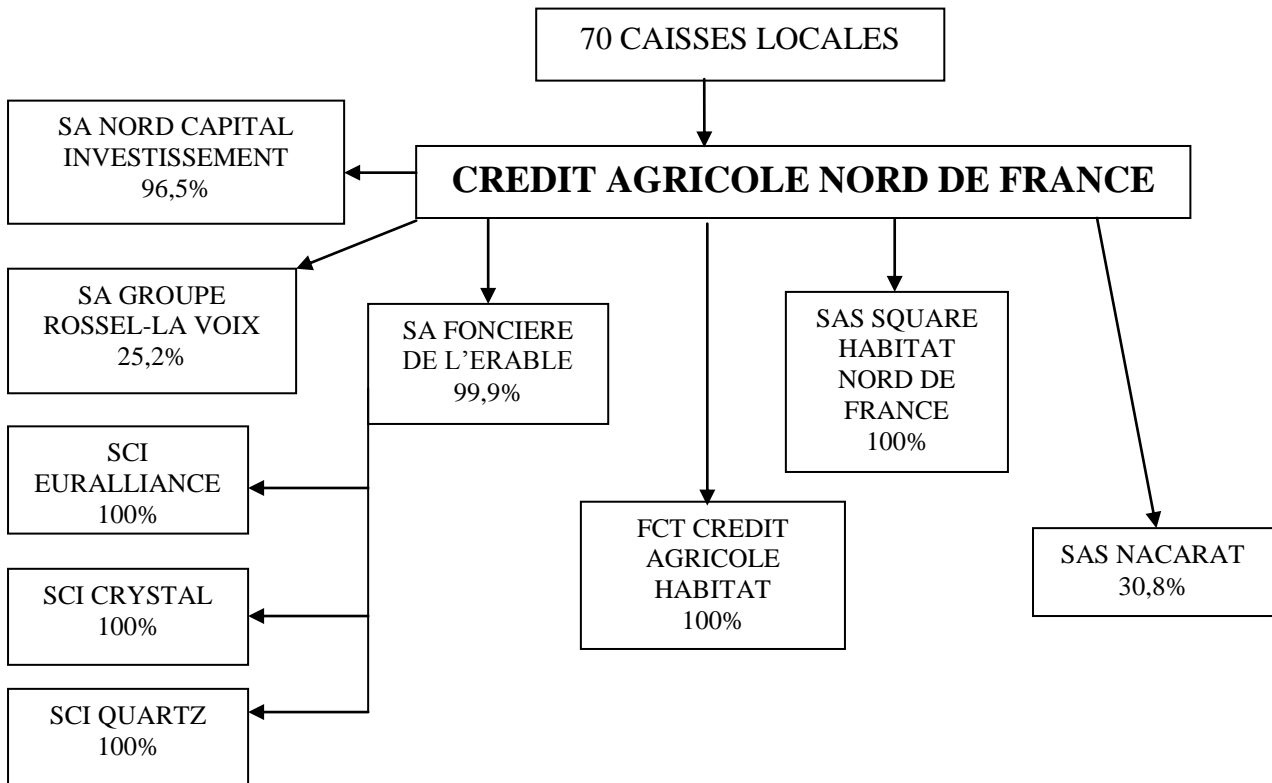 70 CAISSES LOCALES
SA NORD CAPITAL
INVESTISSEMENT
96,5%
CREDIT AGRICOLE NORD DE FRANCE
SA GROUPE
ROSSEL-LA VOIX
25,2%
SA FONCIERE
DE L’ERABLE
99,9%
SAS SQUARE
HABITAT
NORD DE
FRANCE
100%
SCI
EURALLIANCE
100%
FCT CREDIT
AGRICOLE
HABITAT
100%
SAS NACARAT
30,8%
SCI CRYSTAL
100%
SCI QUARTZ
100%